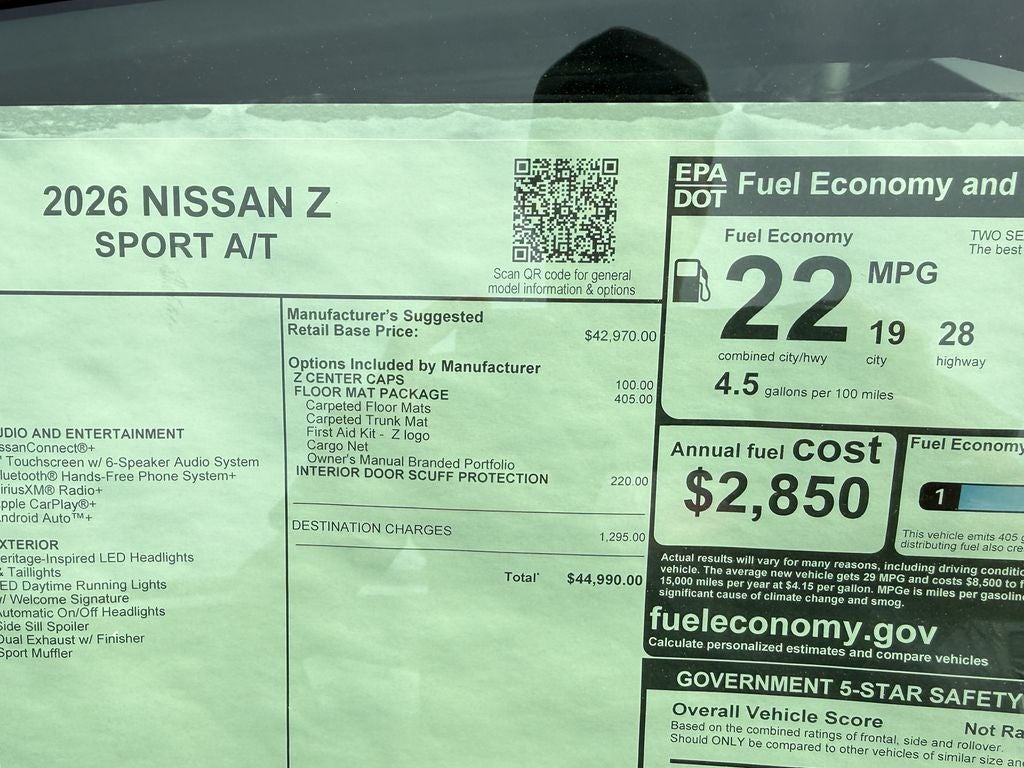 2026 NISSAN Z
SPORT A/T
Scan QR code for general
model information & options
Manufacturer's Suggested
Retail Base Price: $42,970.00
Options Included by Manufacturer
Z CENTER CAPS 100.00
FLOOR MAT PACKAGE 405.00
Carpeted Floor Mats
Carpeted Trunk Mat
First Aid Kit - Z logo
Cargo Net
Owner's Manual Branded Portfolio
INTERIOR DOOR SCUFF PROTECTION 220.00
DESTINATION CHARGES 1,295.00
Total* $44,990.00
UDIO AND ENTERTAINMENT
ssanConnect®+
" Touchscreen w/ 6-Speaker Audio System
luetooth® Hands-Free Phone System+
iriusXM® Radio+
pple CarPlay®+
ndroid Auto™+
XTERIOR
eritage-Inspired LED Headlights
& Taillights
ED Daytime Running Lights
w/ Welcome Signature
Automatic On/Off Headlights
Side Sill Spoiler
Dual Exhaust w/ Finisher
Sport Muffler
EPA
DOT
Fuel Economy and
Fuel Economy
TWO SE
The best
22 MPG
19 28
combined city/hwy city highway
4.5 gallons per 100 miles
Annual fuel cost
$2,850
Fuel Economy
1
This vehicle emits 405 g
distributing fuel also cre
Actual results will vary for many reasons, including driving conditio
vehicle. The average new vehicle gets 29 MPG and costs $8,500 to f
15,000 miles per year at $4.15 per gallon. MPGe is miles per gasoline
significant cause of climate change and smog.
fueleconomy.gov
Calculate personalized estimates and compare vehicles
GOVERNMENT 5-STAR SAFETY
Overall Vehicle Score Not Ra
Based on the combined ratings of frontal, side and rollover.
Should ONLY be compared to other vehicles of similar size an